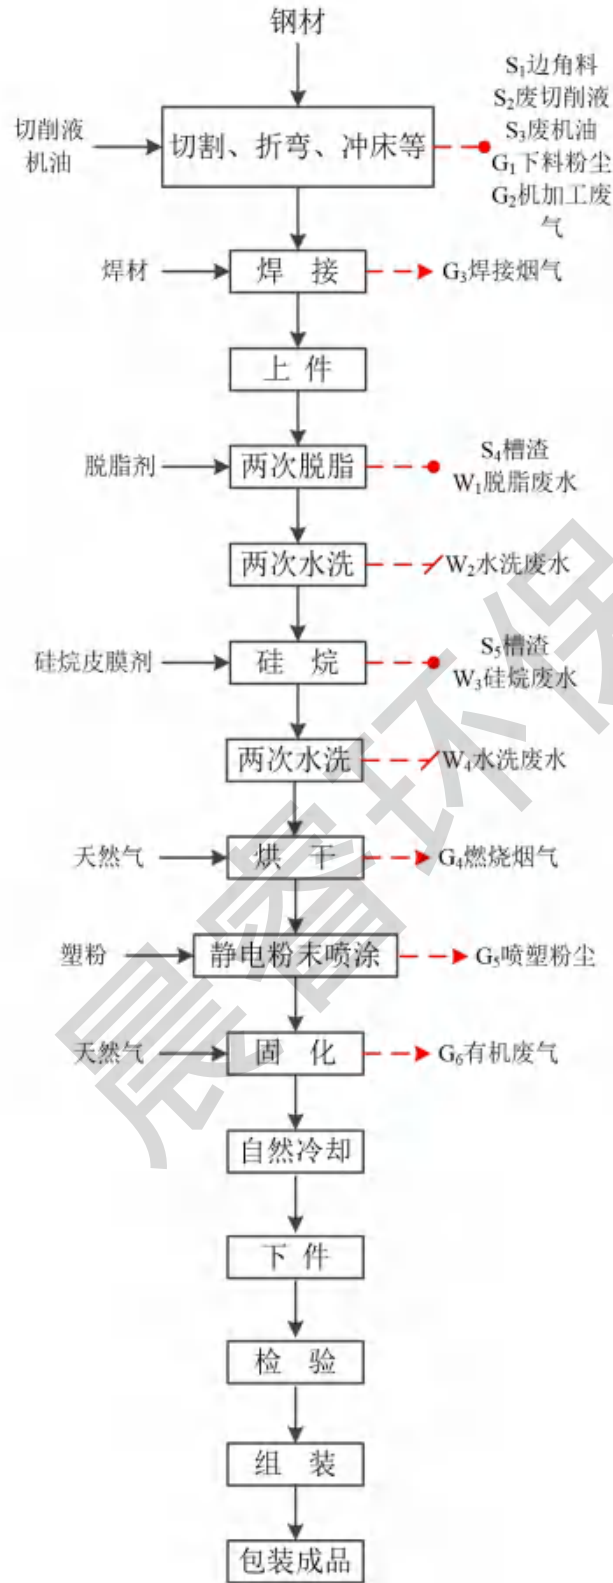 钢材
S₁边角料
S₂废切削液
S₃废机油
G₁下料粉尘
G₂机加工废
气
切削液
机油
切割、折弯、冲床等
焊材
焊 接
G₃焊接烟气
上 件
脱脂剂
两次脱脂
S₄槽渣
W₁脱脂废水
两次水洗
W₂水洗废水
硅烷皮膜剂
硅 烷
S₅槽渣
W₃硅烷废水
两次水洗
W₄水洗废水
天然气
烘 干
G₄燃烧烟气
塑粉
静电粉末喷涂
G₅喷塑粉尘
天然气
固 化
G₆有机废气
自然冷却
下 件
检 验
组 装
包装成品
晨睿环保